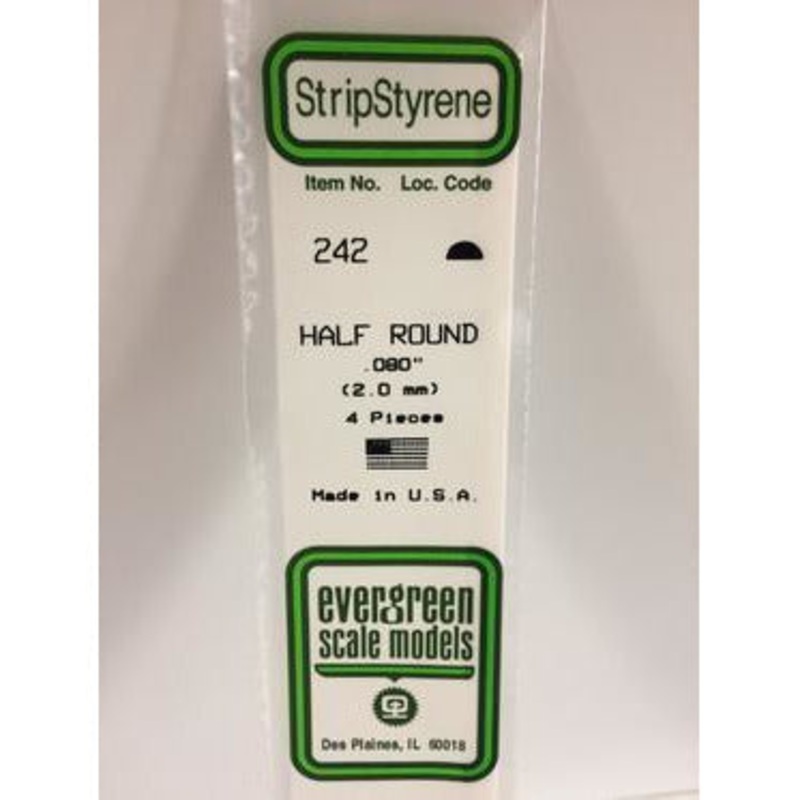 StripStyrene
Item No. Loc. Code
242
HALF ROUND
.080"
(2.0 mm)
4 Pieces
Made in U.S.A.
evergreen
scale models
Des Plaines, IL 60018